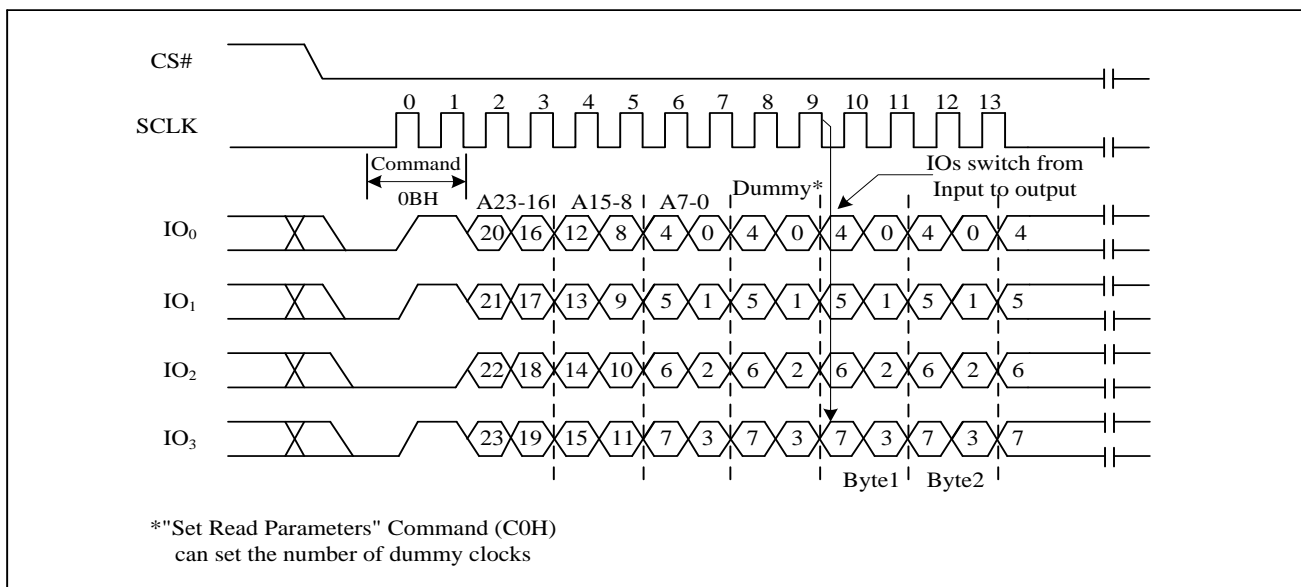 CS#
0 1 2 3 4 5 6 7 8 9 10 11 12 13
SCLK
Command
0BH
IOs switch from
Input to output
Dummy*
A23-16 A15-8 A7-0
IO0 20 16 12 8 4 0 4 0 4 0 4 0 4
IO1 21 17 13 9 5 1 5 1 5 1 5 1 5
IO2 22 18 14 10 6 2 6 2 6 2 6 2 6
IO3 23 19 15 11 7 3 7 3 7 3 7 3 7
Byte1 Byte2
*"Set Read Parameters" Command (C0H)
can set the number of dummy clocks